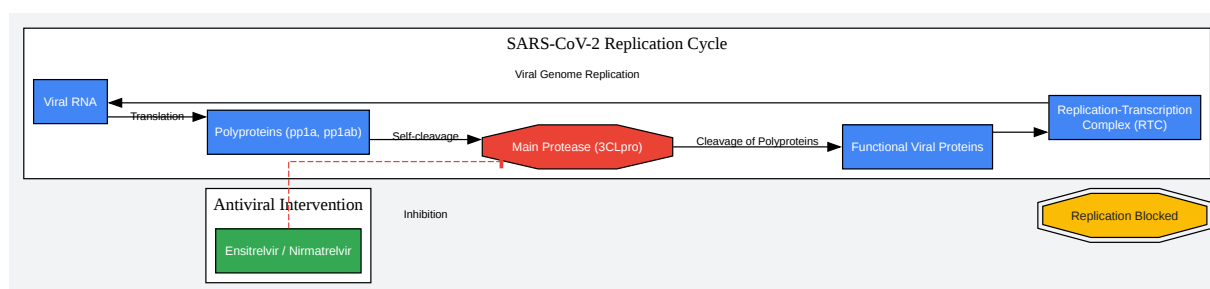 SARS-CoV-2 Replication Cycle
Viral Genome Replication
Viral RNA
Translation
Polyproteins (pp1a, pp1ab)
Self-cleavage
Main Protease (3CLpro)
Cleavage of Polyproteins
Functional Viral Proteins
Replication-Transcription
Complex (RTC)
Antiviral Intervention
Ensitrelvir / Nirmatrelvir
Inhibition
Replication Blocked